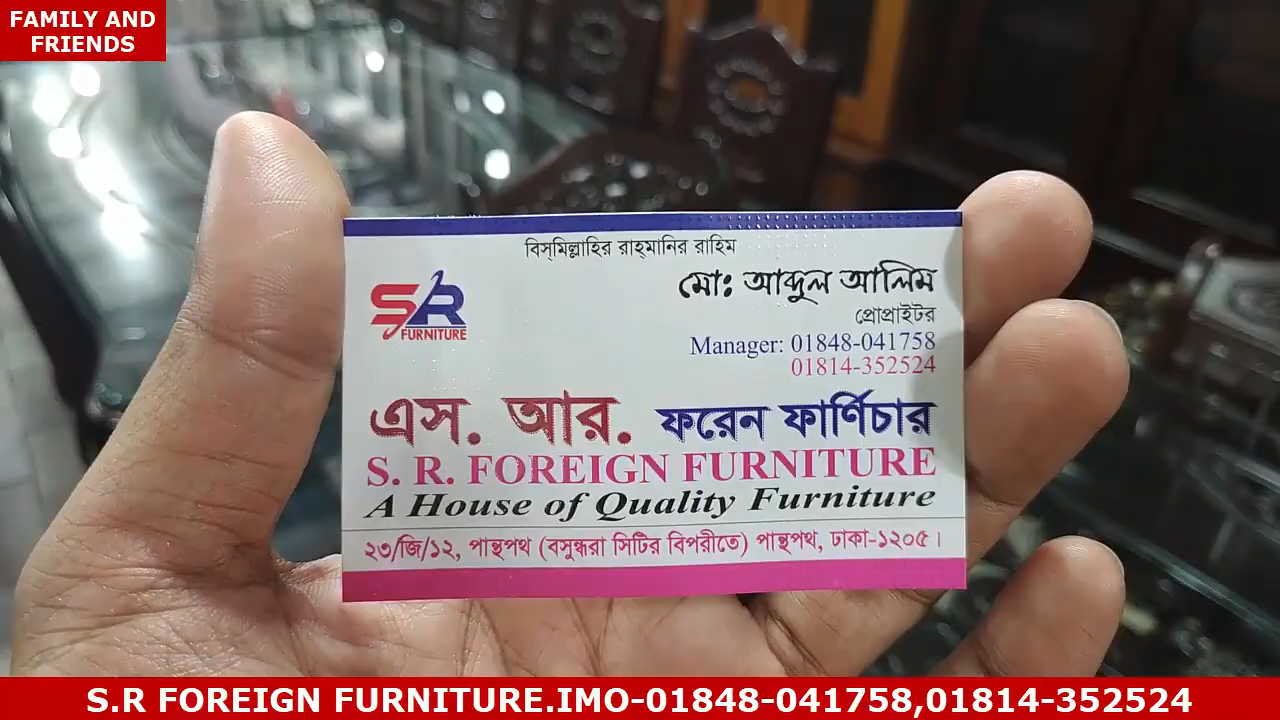 FAMILY AND
FRIENDS
বিস্‌মিল্লাহির রাহ্‌মানির রাহিম
SR
FURNITURE
মোঃ আব্দুল আলিম
প্রোপ্রাইটর
Manager: 01848-041758
01814-352524
এস. আর. ফরেন ফার্ণিচার
S. R. FOREIGN FURNITURE
A House of Quality Furniture
২৩/জি/১২, পান্থপথ (বসুন্ধরা সিটির বিপরীতে) পান্থপথ, ঢাকা-১২০৫।
S.R FOREIGN FURNITURE.IMO-01848-041758,01814-352524